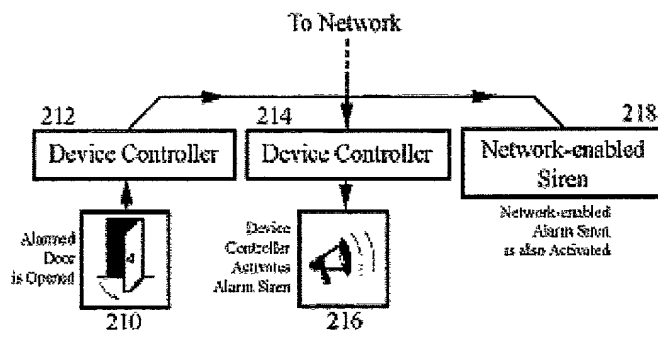 To Network
212
214
218
Device Controller
Device Controller
Network-enabled
Siren
Alarmed
Door
is Opened
Device
Controller
Activates
Alarm Siren
Network-enabled
Alarm Siren
is also Activated
210
216